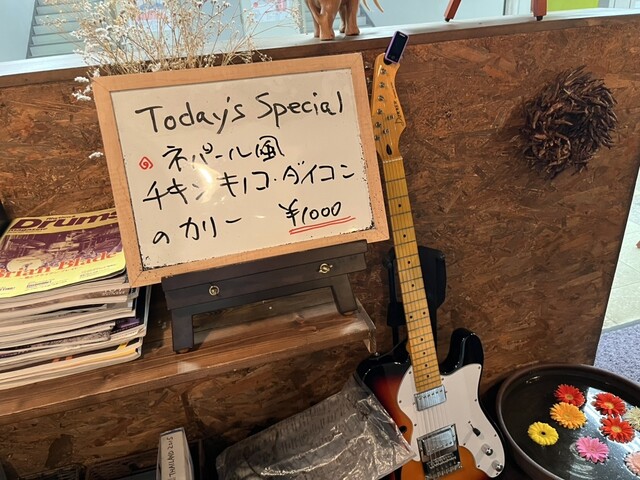 Today's Special
ネパール風
チキン・キノコ・ダイコン
のカリー ¥1000
Drums